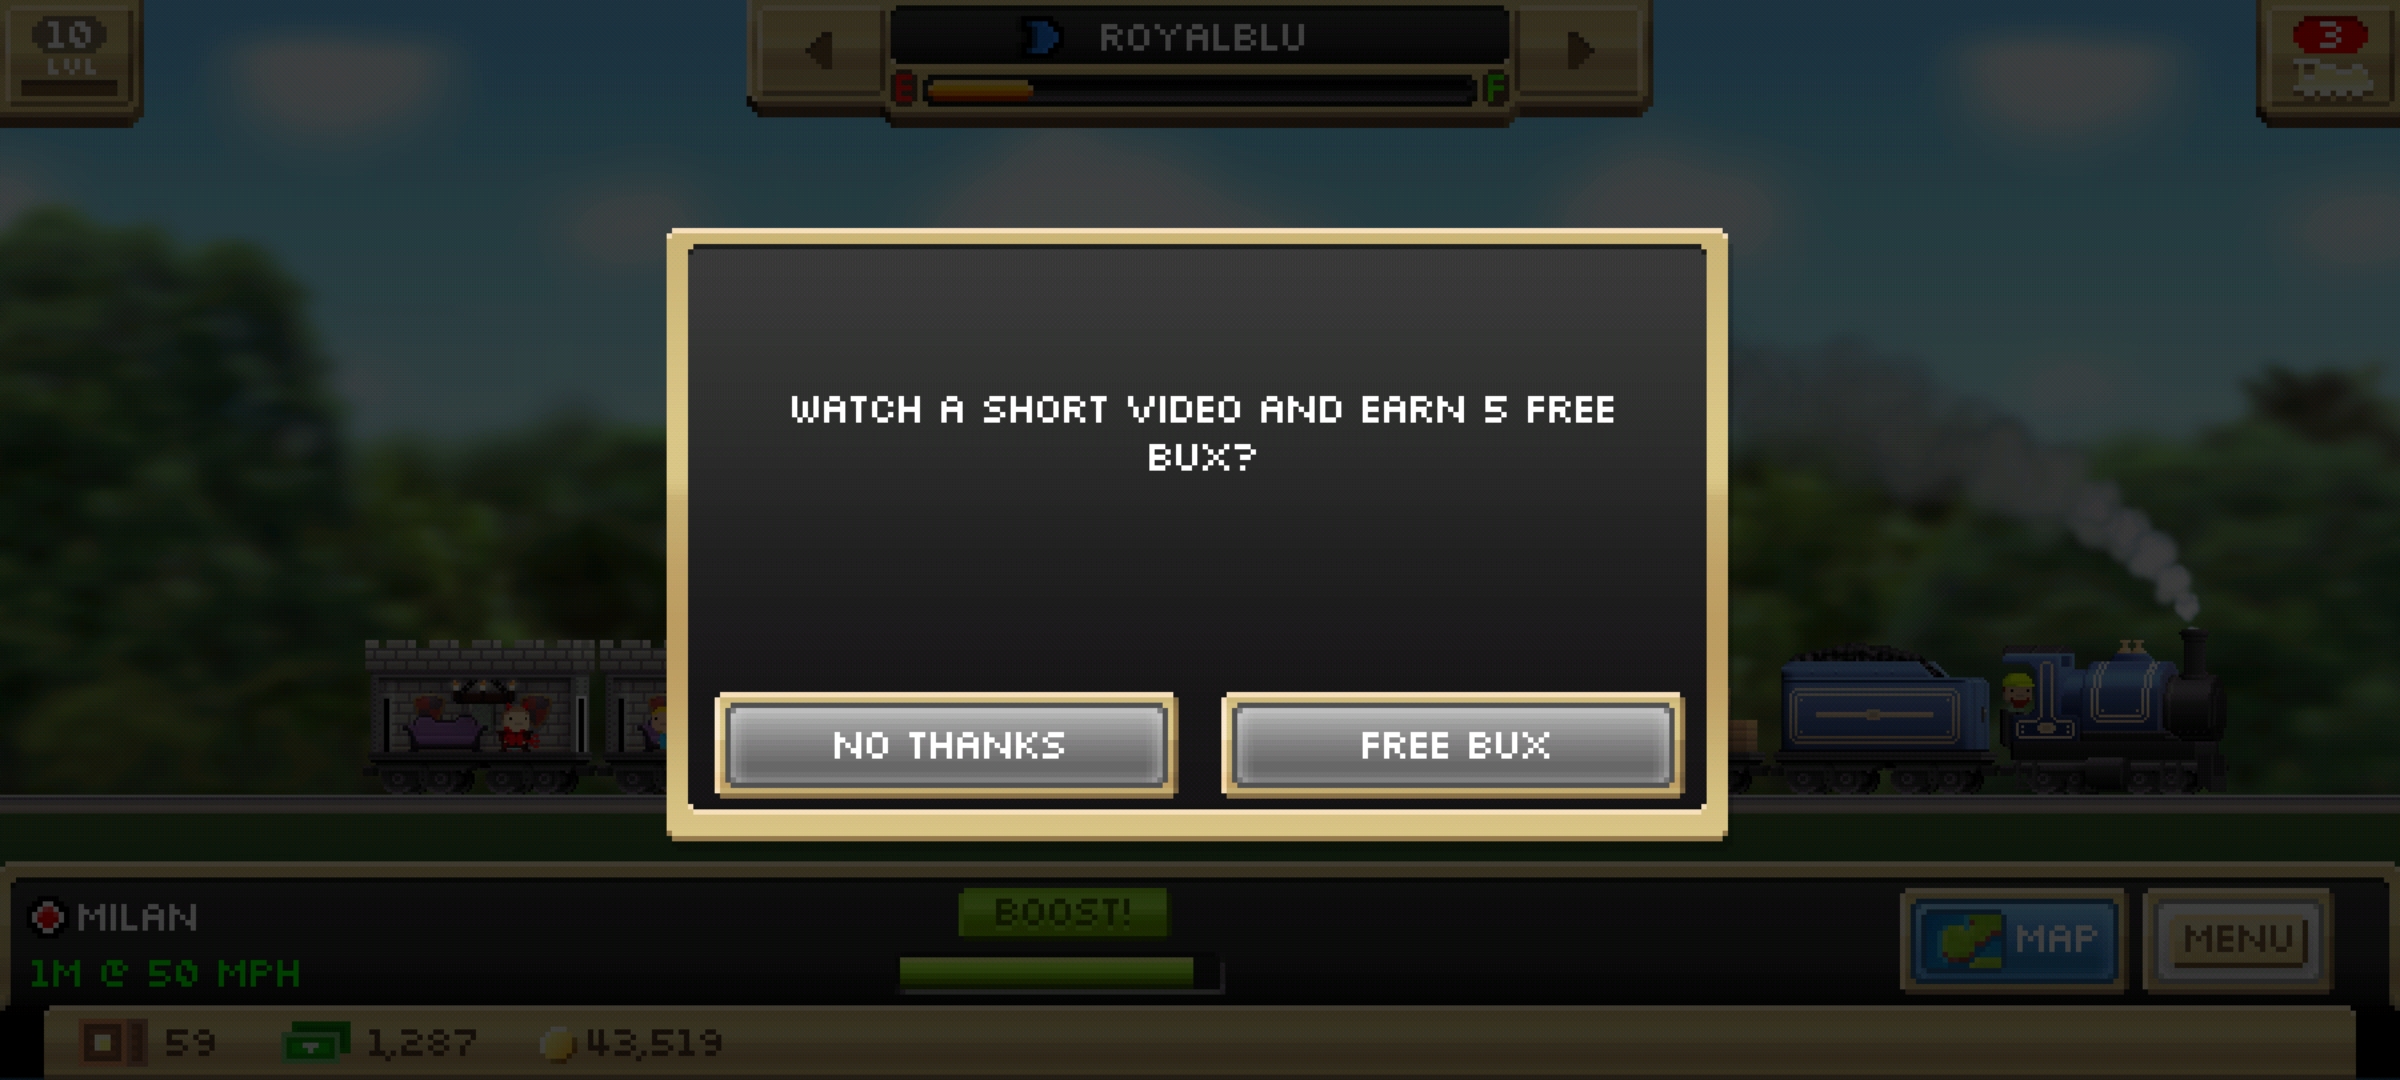 10
LVL
ROYALBLU
E
F
3
WATCH A SHORT VIDEO AND EARN 5 FREE
BUX?
NO THANKS
FREE BUX
MILAN
1M @ 50 MPH
BOOST!
MAP
MENU
59
1,287
43,519